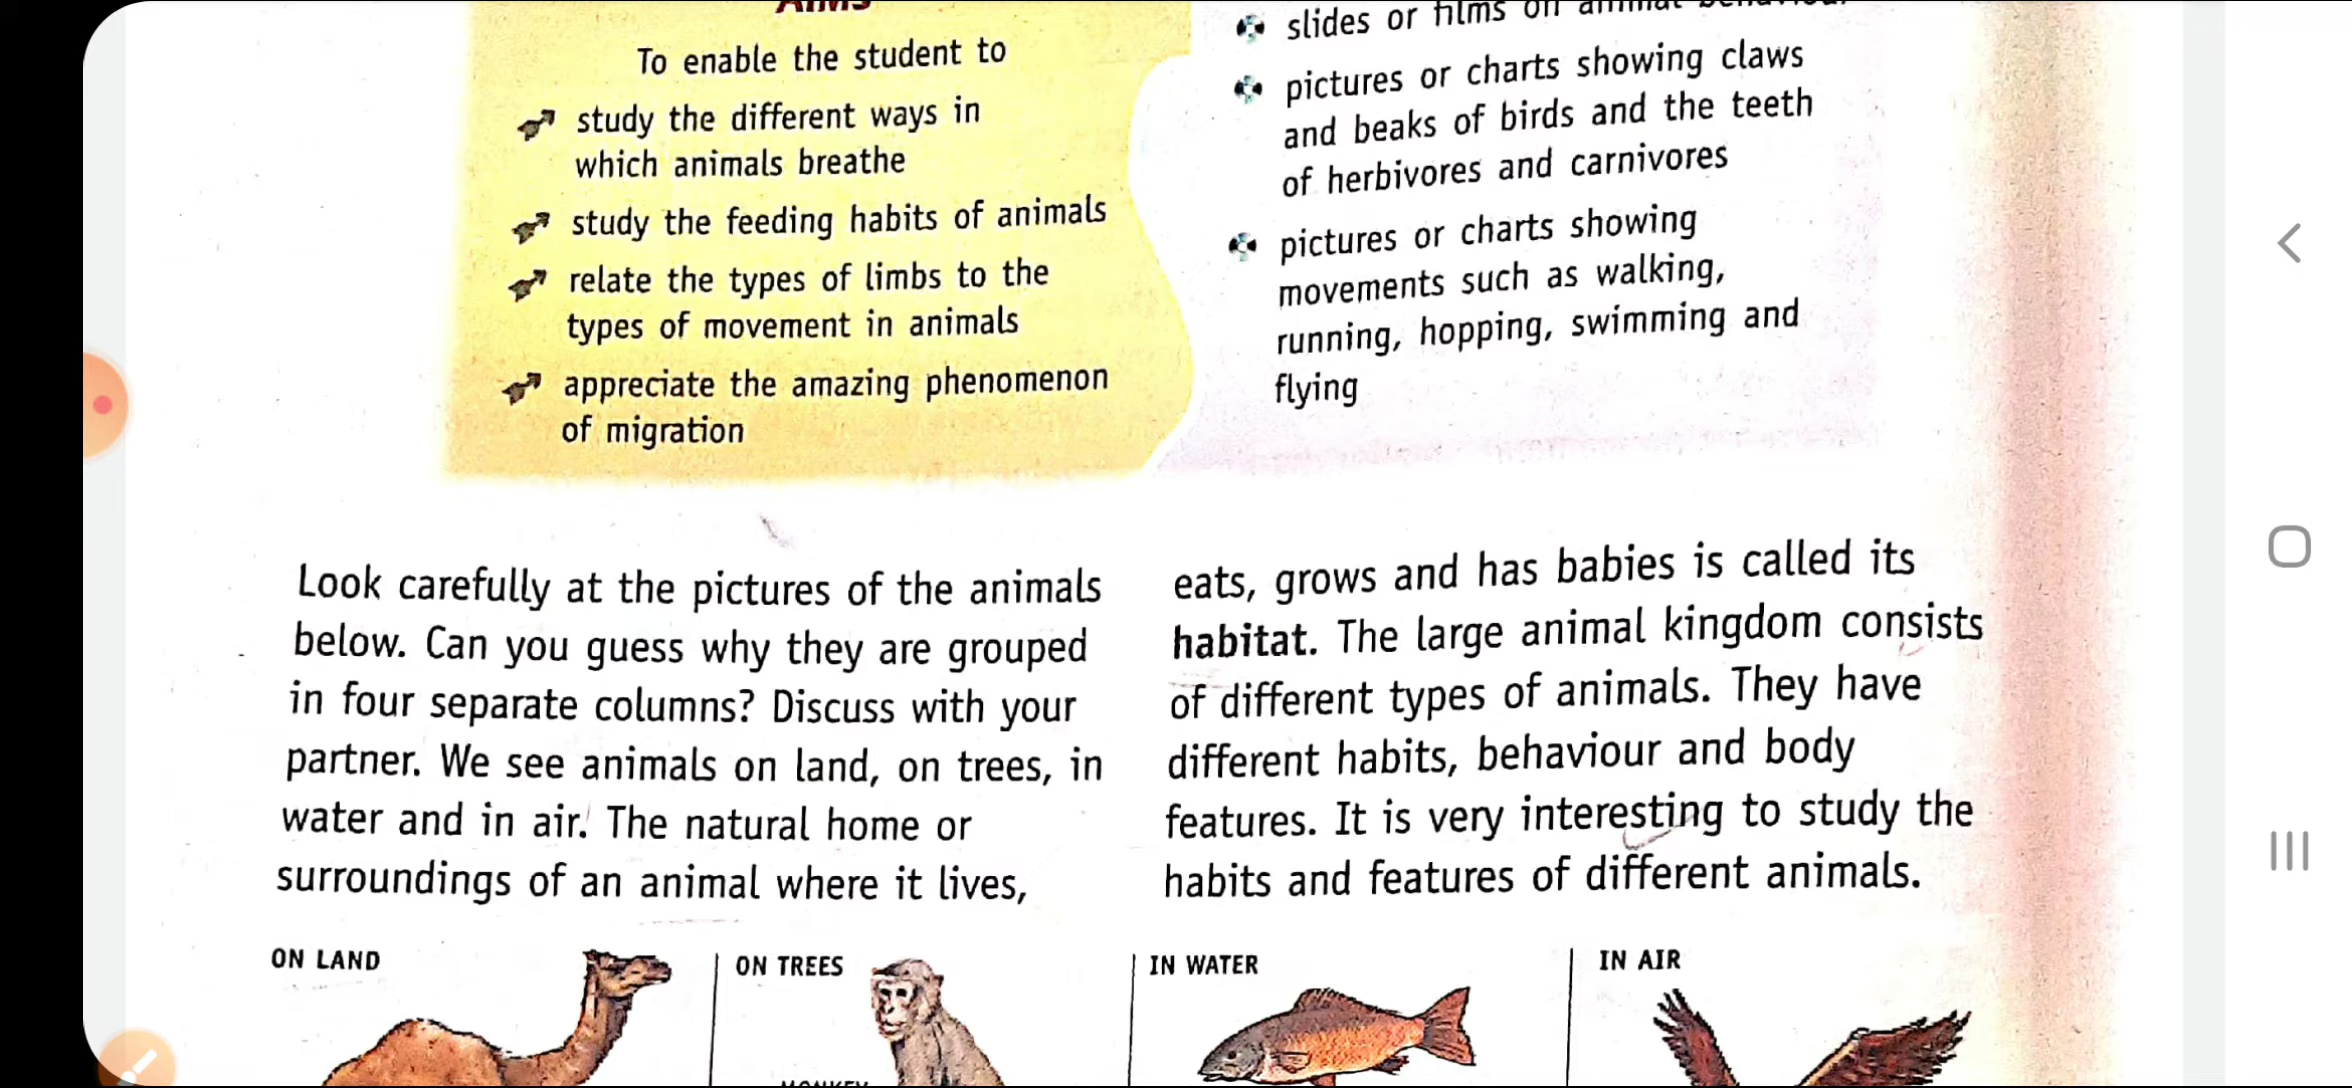 AIMS
To enable the student to
study the different ways in
which animals breathe
study the feeding habits of animals
relate the types of limbs to the
types of movement in animals
appreciate the amazing phenomenon
of migration
slides or films on animal
pictures or charts showing claws
and beaks of birds and the teeth
of herbivores and carnivores
pictures or charts showing
movements such as walking,
running, hopping, swimming and
flying
Look carefully at the pictures of the animals
below. Can you guess why they are grouped
in four separate columns? Discuss with your
partner. We see animals on land, on trees, in
water and in air. The natural home or
surroundings of an animal where it lives,
eats, grows and has babies is called its
habitat. The large animal kingdom consists
of different types of animals. They have
different habits, behaviour and body
features. It is very interesting to study the
habits and features of different animals.
ON LAND
ON TREES
IN WATER
IN AIR
MONKEY